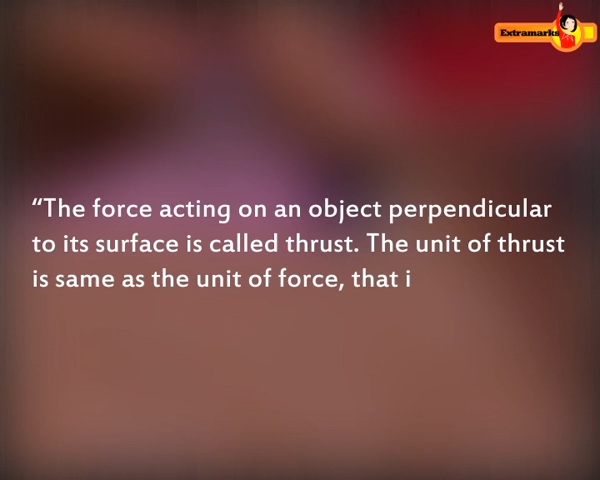 Extramarks
“The force acting on an object perpendicular
to its surface is called thrust. The unit of thrust
is same as the unit of force, that i